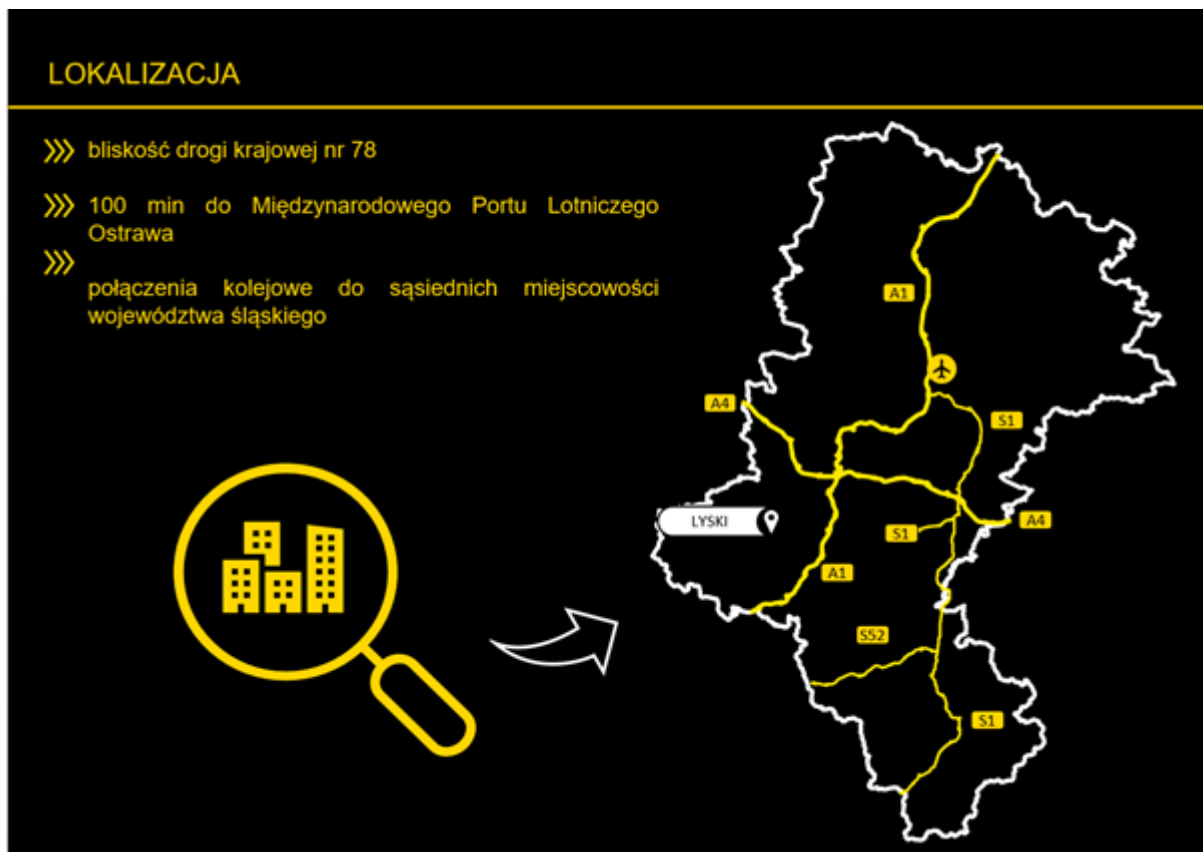 LOKALIZACJA
bliskość drogi krajowej nr 78
100 min do Międzynarodowego Portu Lotniczego
Ostrawa
połączenia kolejowe do sąsiednich miejscowości
województwa śląskiego
A1
A4
S1
LYSKI
S1
A4
A1
S52
S1